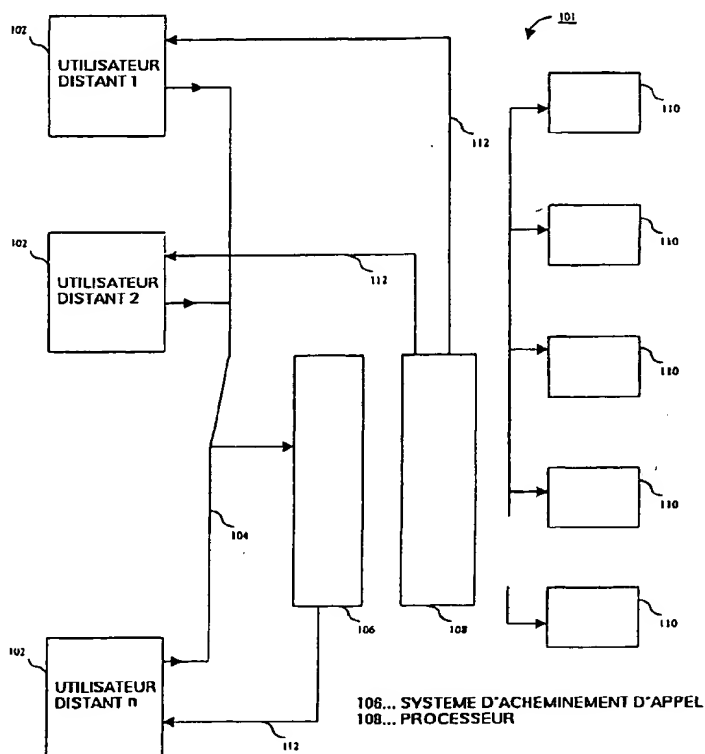 101
102
UTILISATEUR
DISTANT 1
112
110
102
UTILISATEUR
DISTANT 2
112
110
110
110
104
106
108
110
102
UTILISATEUR
DISTANT n
112
106... SYSTEME D'ACHEMINEMENT D'APPEL
108... PROCESSEUR